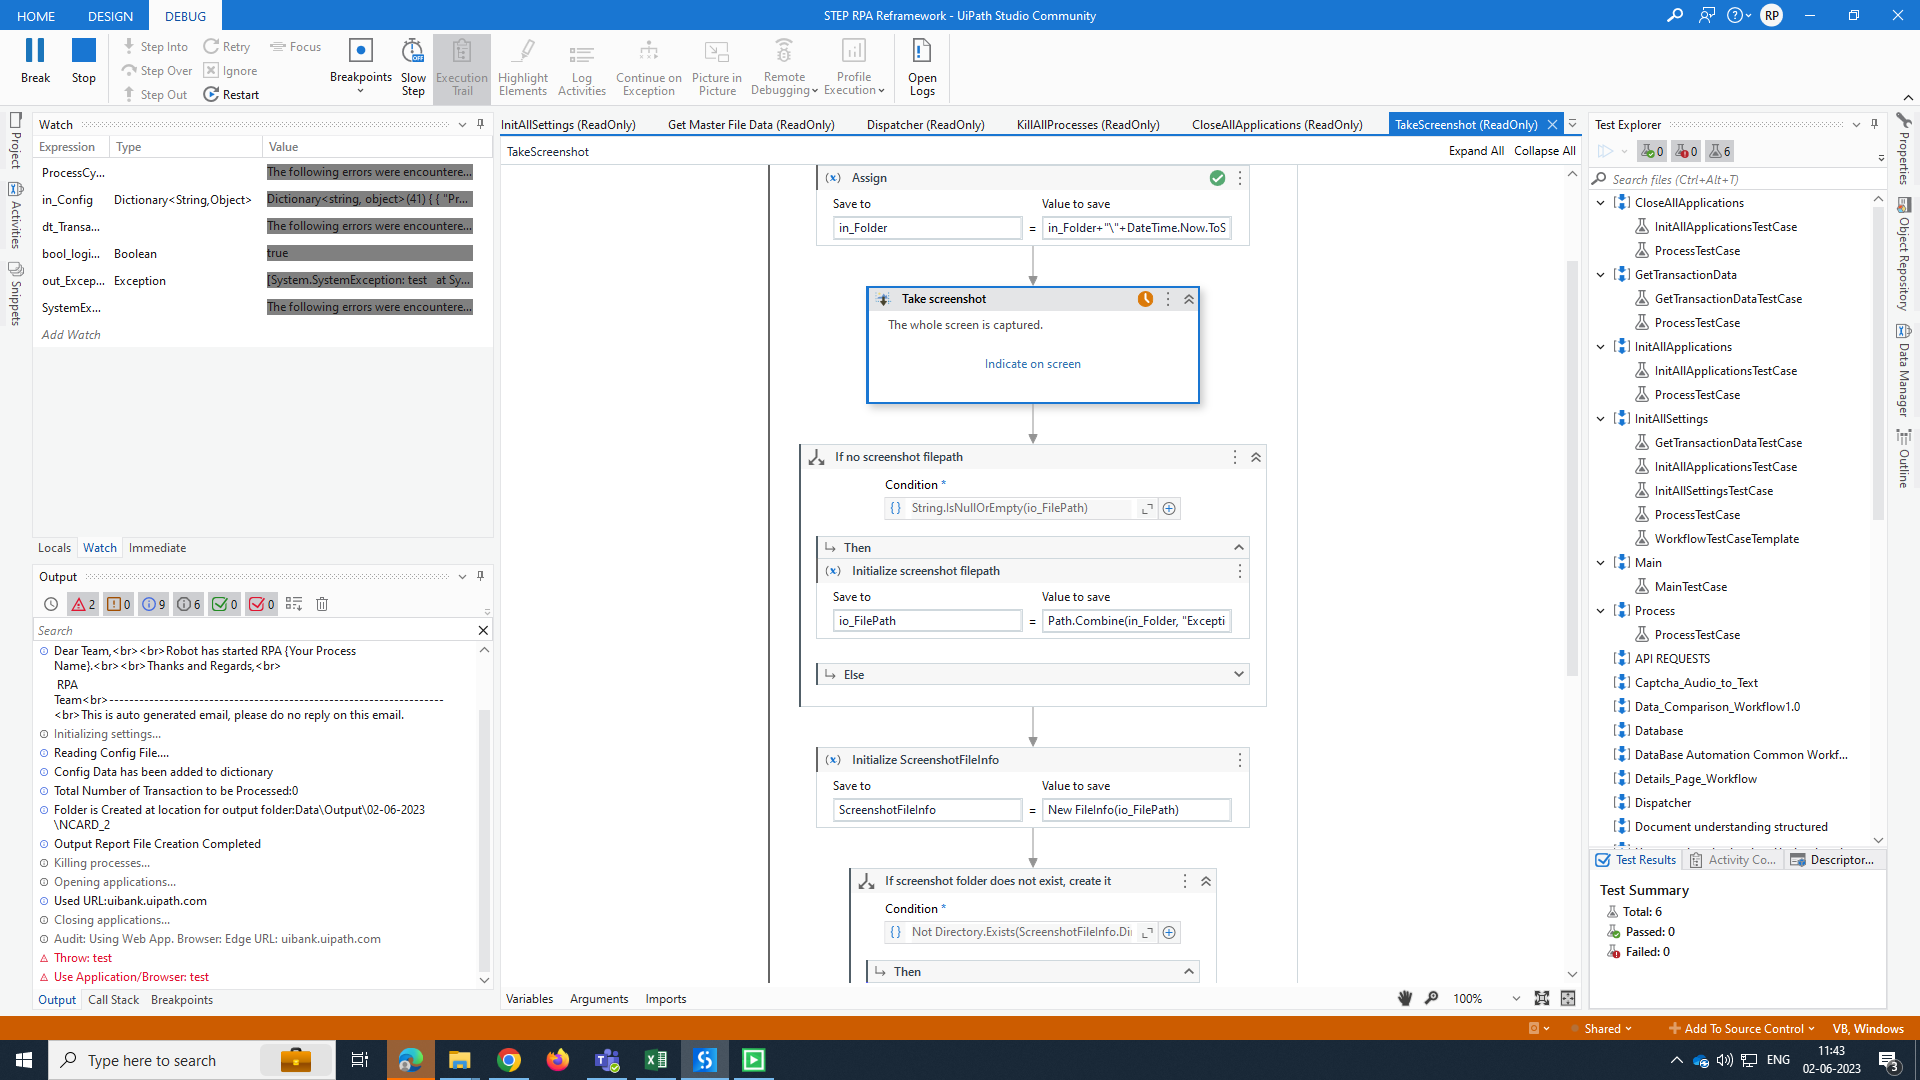 HOME
DESIGN
DEBUG
STEP RPA Reframework - UiPath Studio Community
RP
Break
Stop
Step Into
Step Over
Step Out
Retry
Ignore
Restart
Focus
Breakpoints
Slow
Step
Execution
Trail
Highlight
Elements
Log
Activities
Continue on
Exception
Picture in
Picture
Remote
Debugging
Profile
Execution
Open
Logs
Project
Activities
Snippets
Watch
Expression Type Value
ProcessCy... The following errors were encountere...
in_Config Dictionary<String,Object> Dictionary<string, object>(41) { { "Pr...
dt_Transa... The following errors were encountere...
bool_logi... Boolean true
out_Excep... Exception [System.SystemException: test at Sy...
SystemEx... The following errors were encountere...
Add Watch
Locals Watch Immediate
Output
2 0 9 6 0 0
Search
Dear Team,<br><br>Robot has started RPA {Your Process
Name}.<br><br>Thanks and Regards,<br>
RPA
Team<br>-------------------------------------------------------------------
<br>This is auto generated email, please do no reply on this email.
Initializing settings...
Reading Config File....
Config Data has been added to dictionary
Total Number of Transaction to be Processed:0
Folder is Created at location for output folder:Data\Output\02-06-2023
\NCARD_2
Output Report File Creation Completed
Killing processes...
Opening applications...
Used URL:uibank.uipath.com
Closing applications...
Audit: Using Web App. Browser: Edge URL: uibank.uipath.com
Throw: test
Use Application/Browser: test
Output Call Stack Breakpoints
InitAllSettings (ReadOnly) Get Master File Data (ReadOnly) Dispatcher (ReadOnly) KillAllProcesses (ReadOnly) CloseAllApplications (ReadOnly) TakeScreenshot (ReadOnly)
TakeScreenshot
Expand All Collapse All
Assign
Save to Value to save
in_Folder = in_Folder+"\"+DateTime.Now.ToS
Take screenshot
The whole screen is captured.
Indicate on screen
If no screenshot filepath
Condition *
String.IsNullOrEmpty(io_FilePath)
Then
Initialize screenshot filepath
Save to Value to save
io_FilePath = Path.Combine(in_Folder, "Excepti
Else
Initialize ScreenshotFileInfo
Save to Value to save
ScreenshotFileInfo = New FileInfo(io_FilePath)
If screenshot folder does not exist, create it
Condition *
Not Directory.Exists(ScreenshotFileInfo.Di
Then
Variables Arguments Imports
100%
Test Explorer
0 0 6
Search files (Ctrl+Alt+T)
CloseAllApplications
InitAllApplicationsTestCase
ProcessTestCase
GetTransactionData
GetTransactionDataTestCase
ProcessTestCase
InitAllApplications
InitAllApplicationsTestCase
ProcessTestCase
InitAllSettings
GetTransactionDataTestCase
InitAllApplicationsTestCase
InitAllSettingsTestCase
ProcessTestCase
WorkflowTestCaseTemplate
Main
MainTestCase
Process
ProcessTestCase
API REQUESTS
Captcha_Audio_to_Text
Data_Comparison_Workflow1.0
Database
DataBase Automation Common Workf...
Details_Page_Workflow
Dispatcher
Document understanding structured
Test Results Activity Co... Descriptor...
Test Summary
Total: 6
Passed: 0
Failed: 0
Properties
Object Repository
Data Manager
Outline
Shared
Add To Source Control
VB, Windows
Type here to search
ENG
11:43
02-06-2023
3